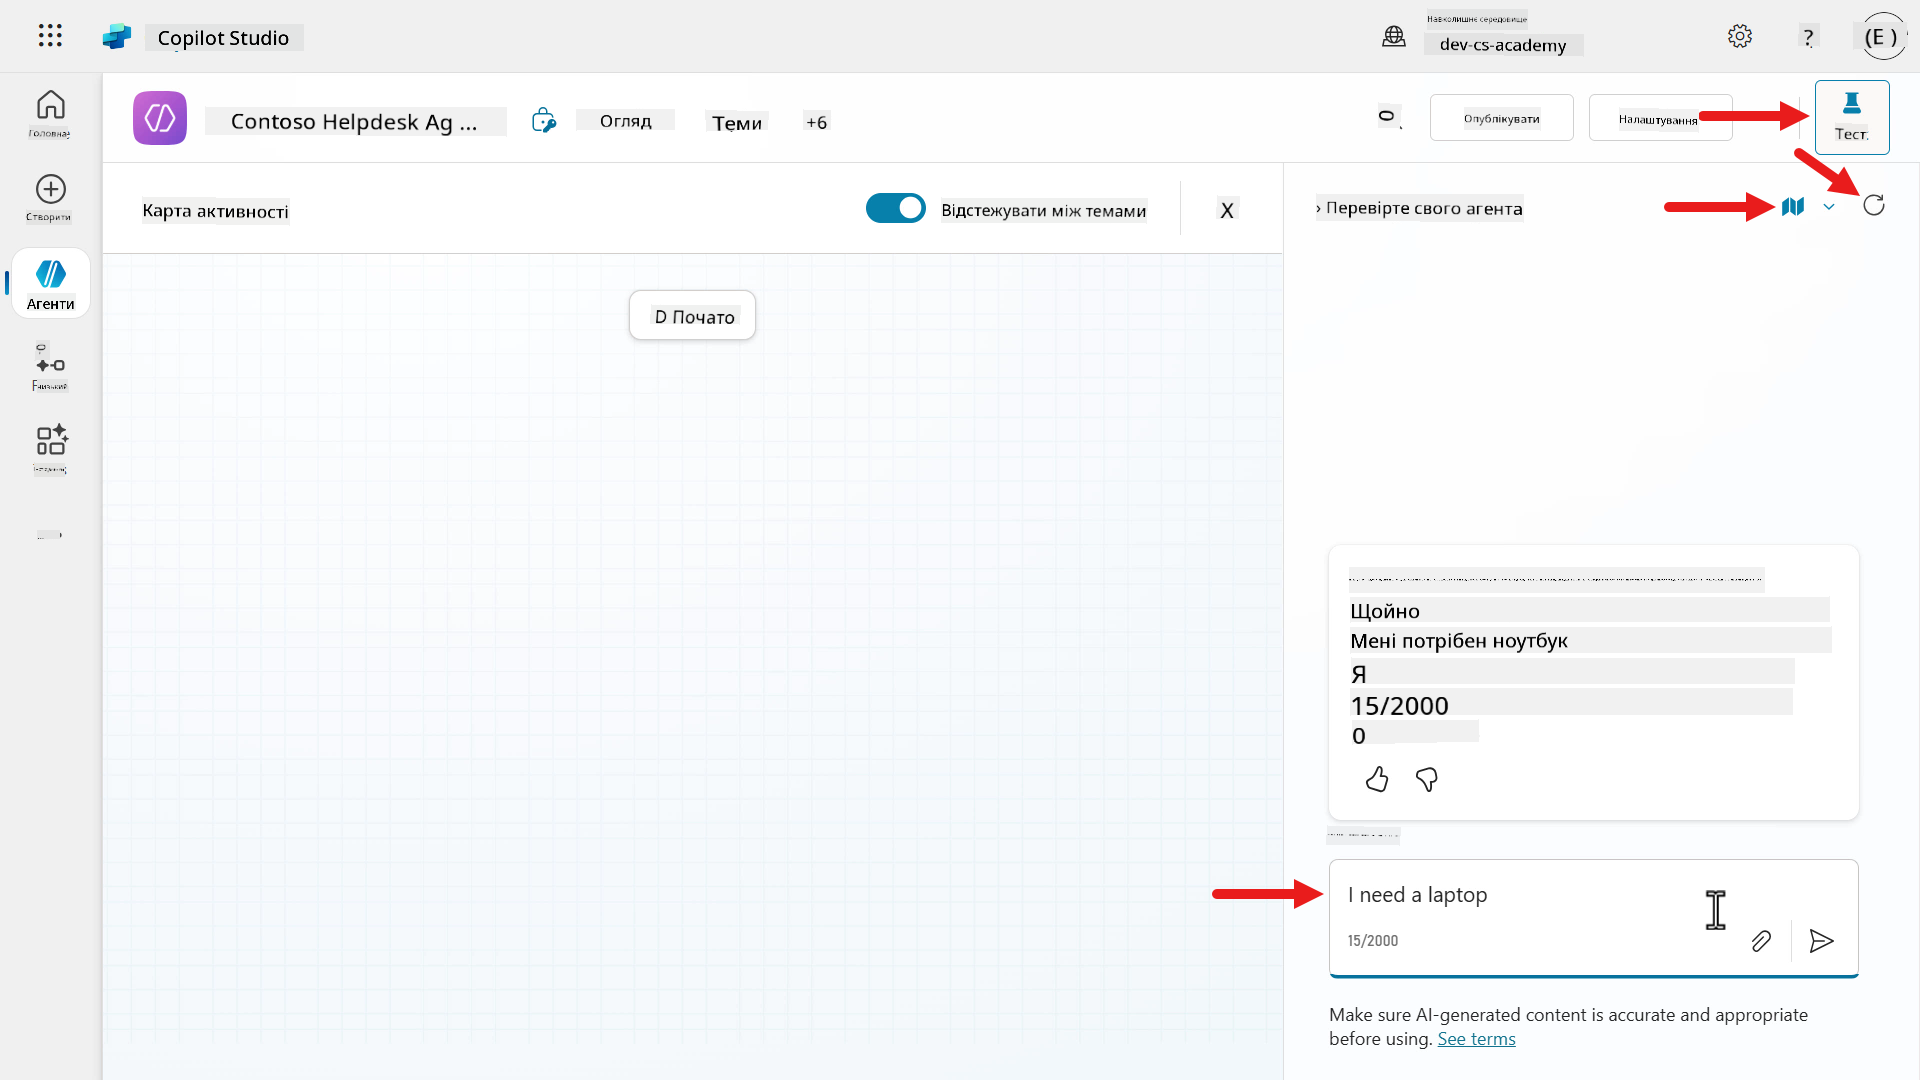 Copilot Studio
Навколишнє середовище
dev-cs-academy
?
(E )
Contoso Helpdesk Ag ...
Огляд
Теми
+6
Опублікувати
Налаштування
Тест
Головна
Створити
Агенти
Карта активності
Відстежувати між темами
X
› Перевірте свого агента
D Почато
Щойно
Мені потрібен ноутбук
Я
15/2000
0
I need a laptop
15/2000
Make sure AI-generated content is accurate and appropriate
before using. See terms